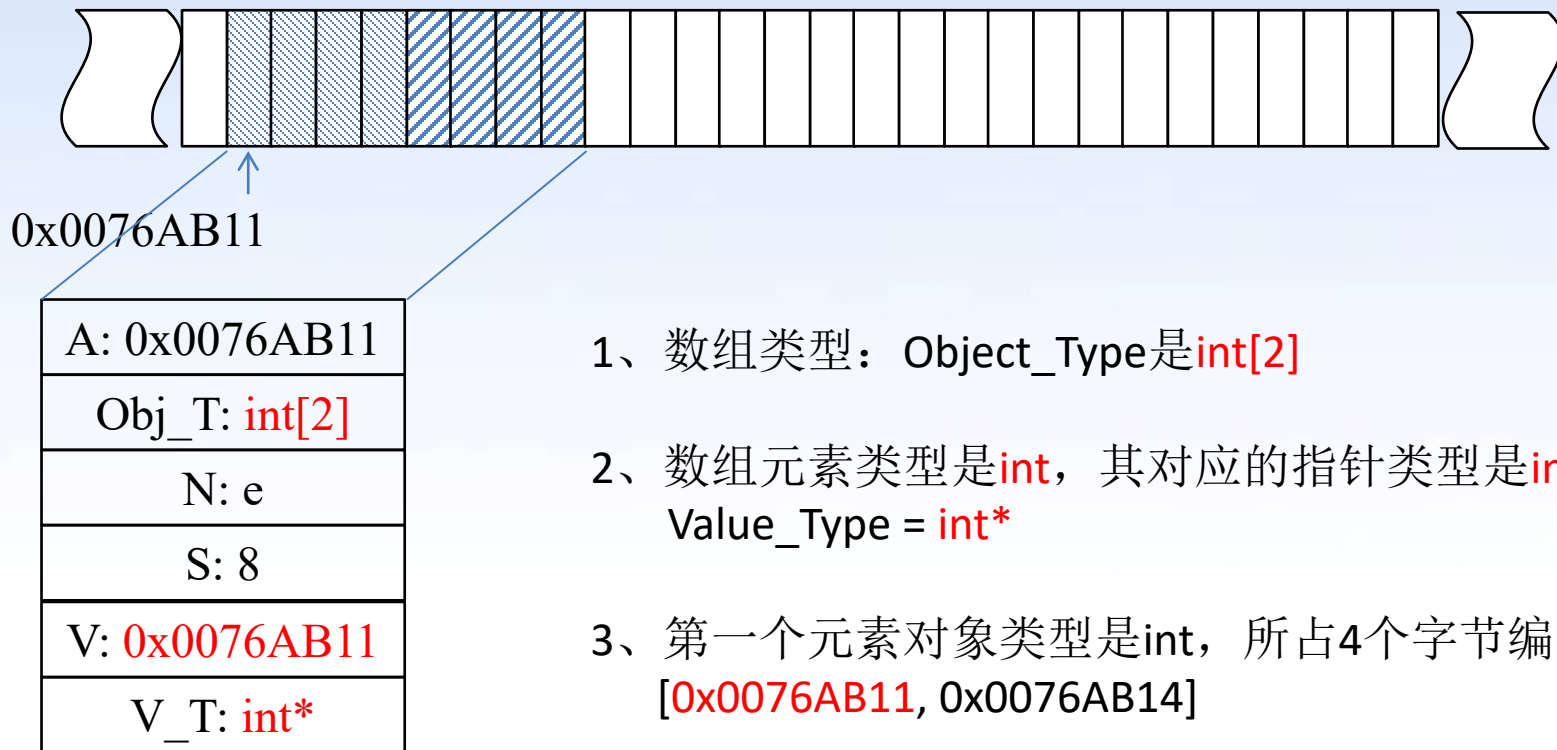 0x0076AB11
A: 0x0076AB11
Obj_T: int[2]
N: e
S: 8
V: 0x0076AB11
V_T: int*
1、数组类型：Object_Type是int[2]
2、数组元素类型是int，其对应的指针类型是
Value_Type = int*
3、第一个元素对象类型是int，所占4个字节编
[0x0076AB11, 0x0076AB14]